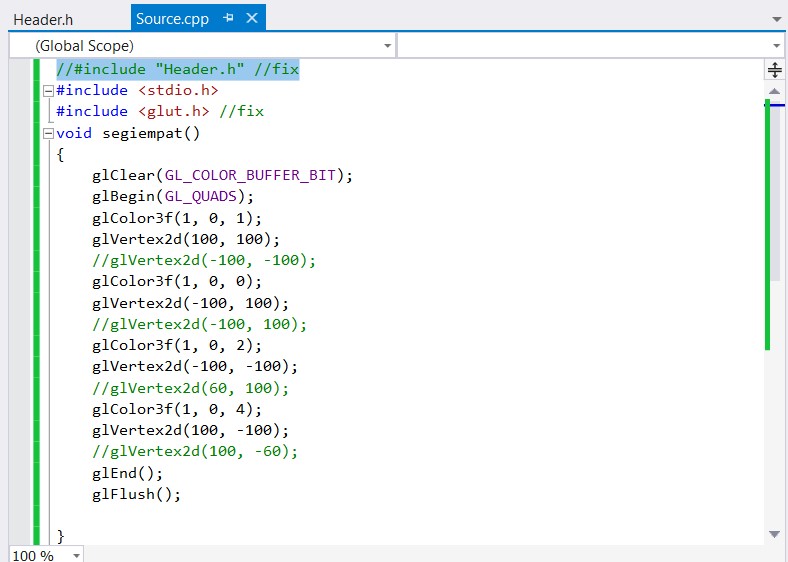 Header.h
Source.cpp
(Global Scope)
//#include "Header.h" //fix
#include <stdio.h>
#include <glut.h> //fix
void segiempat()
{
glClear(GL_COLOR_BUFFER_BIT);
glBegin(GL_QUADS);
glColor3f(1, 0, 1);
glVertex2d(100, 100);
//glVertex2d(-100, -100);
glColor3f(1, 0, 0);
glVertex2d(-100, 100);
//glVertex2d(-100, 100);
glColor3f(1, 0, 2);
glVertex2d(-100, -100);
//glVertex2d(60, 100);
glColor3f(1, 0, 4);
glVertex2d(100, -100);
//glVertex2d(100, -60);
glEnd();
glFlush();
}
100 %